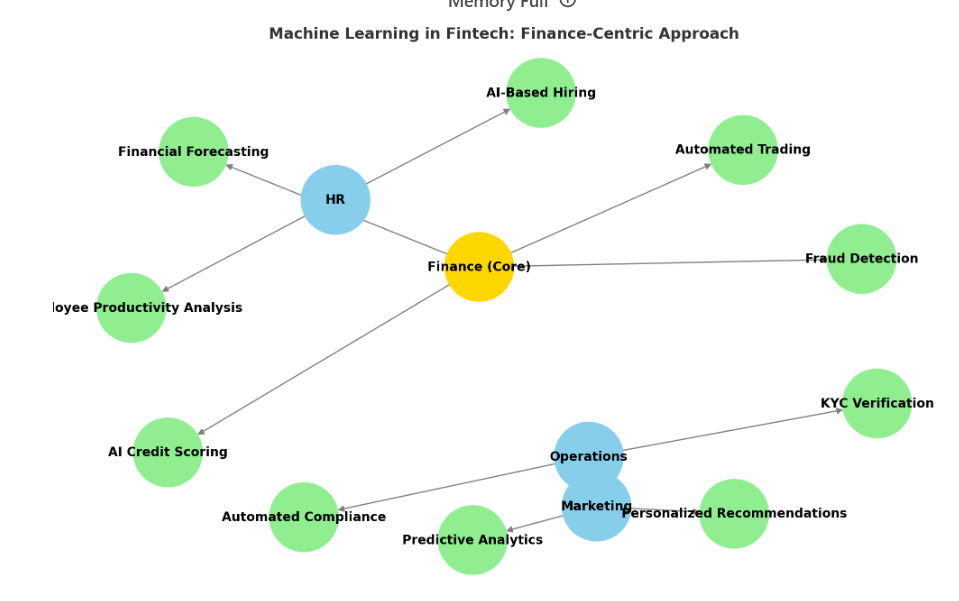 Memory Full
Machine Learning in Fintech: Finance-Centric Approach
AI-Based Hiring
Financial Forecasting
Automated Trading
HR
Fraud Detection
Finance (Core)
loyee Productivity Analysis
KYC Verification
AI Credit Scoring
Operations
Marketing
Automated Compliance
Personalized Recommendations
Predictive Analytics